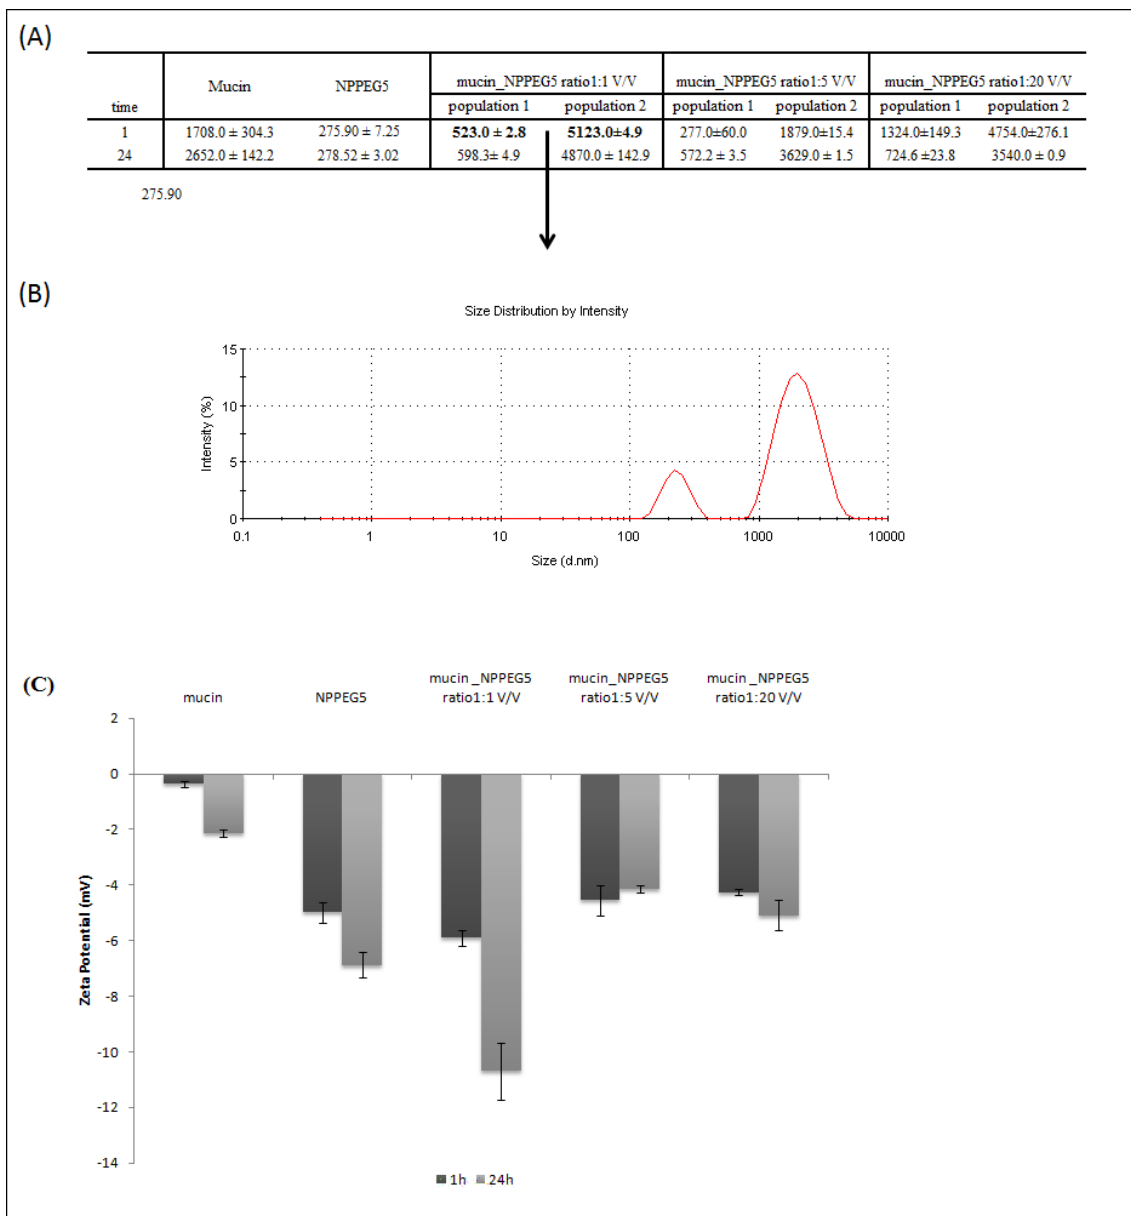 (A)
Mucin NPPEG5 mucin_NPPEG5 ratio1:1 V/V mucin_NPPEG5 ratio1:5 V/V mucin_NPPEG5 ratio1:20 V/V
time population 1 population 2 population 1 population 2 population 1 population 2
1 1708.0 ± 304.3 275.90 ± 7.25 523.0 ± 2.8 5123.0±4.9 277.0±60.0 1879.0±15.4 1324.0±149.3 4754.0±276.1
24 2652.0 ± 142.2 278.52 ± 3.02 598.3± 4.9 4870.0 ± 142.9 572.2 ± 3.5 3629.0 ± 1.5 724.6 ±23.8 3540.0 ± 0.9
275.90
(B)
Size Distribution by Intensity
Intensity (%)
15
10
5
0
0.1 1 10 100 1000 10000
Size (d.nm)
(C)
mucin NPPEG5 mucin _NPPEG5 ratio1:1 V/V mucin_NPPEG5 ratio1:5 V/V mucin _NPPEG5 ratio1:20 V/V
Zeta Potential (mV)
2
0
-2
-4
-6
-8
-10
-12
-14
1h 24h